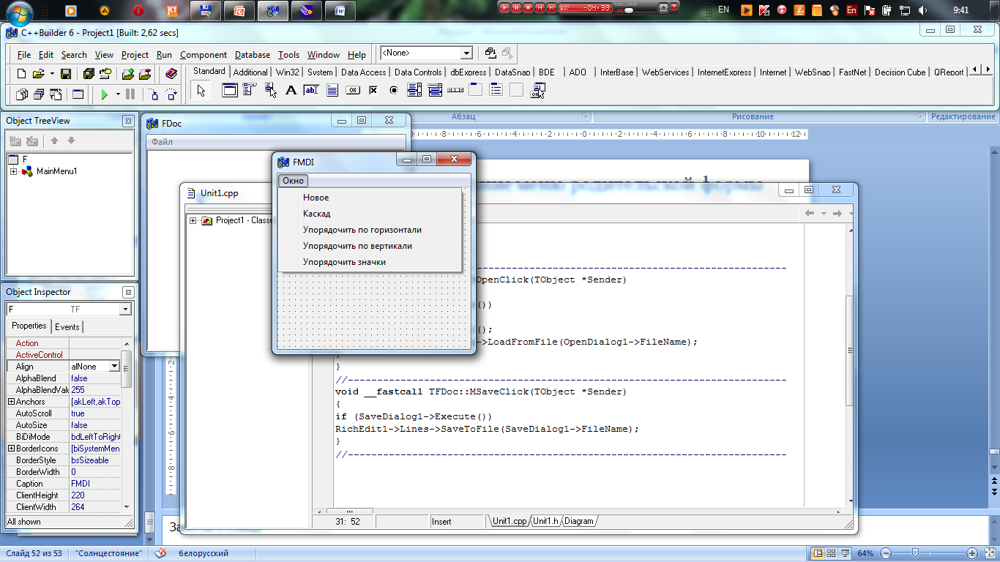 EN
-04:33
VOLUME
En
9:41
C++Builder 6 - Project1 [Built: 2,62 secs]
File Edit Search View Project Run Component Database Tools Window Help
<None>
Standard Additional Win32 System Data Access Data Controls dbExpress DataSnap BDE ADO InterBase WebServices InternetExpress Internet WebSnap FastNet Decision Cube QReport
Абзац
Рисование
Редактирование
Object TreeView
F
MainMenu1
FDoc
Файл
FMDI
Окно
Новое
Каскад
Упорядочить по горизонтали
Упорядочить по вертикали
Упорядочить значки
меню родительской формы
Unit1.cpp
Project1 - Classe
OpenClick(TObject *Sender)
())
();
->LoadFromFile(OpenDialog1->FileName);
}
}
//---------------------------------------------------------------------------
void __fastcall TFDoc::MSaveClick(TObject *Sender)
{
if (SaveDialog1->Execute())
RichEdit1->Lines->SaveToFile(SaveDialog1->FileName);
}
//---------------------------------------------------------------------------
31: 52
Insert
Unit1.cpp Unit1.h Diagram
Object Inspector
F TF
Properties Events
Action
ActiveControl
Align alNone
AlphaBlend false
AlphaBlendValu 255
Anchors [akLeft,akTop
AutoScroll true
AutoSize false
BiDiMode bdLeftToRight
BorderIcons [biSystemMen
BorderStyle bsSizeable
BorderWidth 0
Caption FMDI
ClientHeight 220
ClientWidth 264
All shown
Слайд 52 из 53
"Солнцестояние"
белорусский
64%